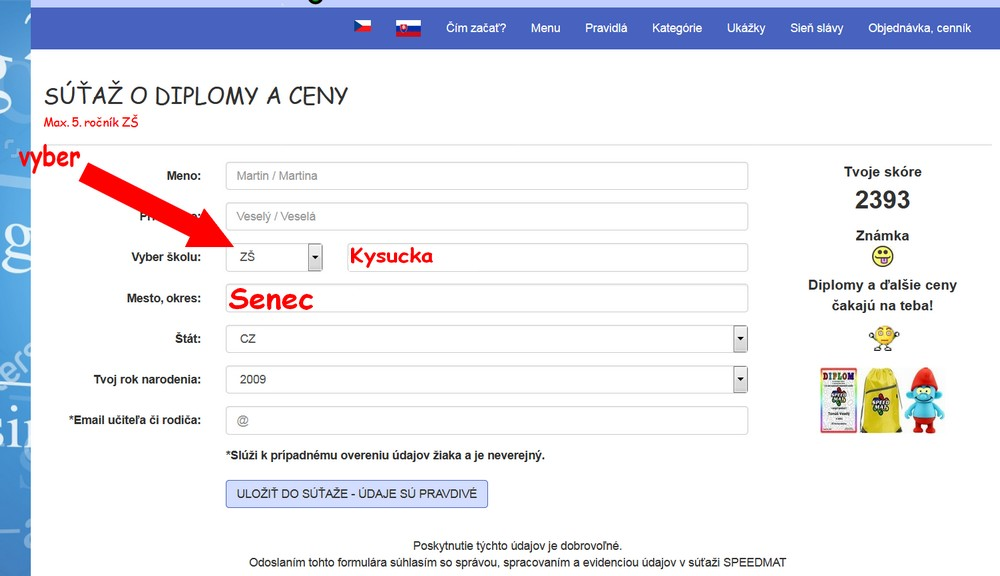 Čím začať? Menu Pravidlá Kategórie Ukážky Sieň slávy Objednávka, cenník
SÚŤAŽ O DIPLOMY A CENY
Max. 5. ročník ZŠ
vyber
Meno: Martin / Martina
Veselý / Veselá
Vyber školu: ZŠ Kysucka
Mesto, okres: Senec
Štát: CZ
Tvoj rok narodenia: 2009
*Email učiteľa či rodiča: @
*Slúži k prípadnému overeniu údajov žiaka a je neverejný.
ULOŽIŤ DO SÚŤAŽE - ÚDAJE SÚ PRAVDIVÉ
Poskytnutie týchto údajov je dobrovoľné.
Odoslaním tohto formulára súhlasím so správou, spracovaním a evidenciou údajov v súťaži SPEEDMAT
Tvoje skóre
2393
Známka
Diplomy a ďalšie ceny
čakajú na teba!
DIPLOM
SPEED
MAT